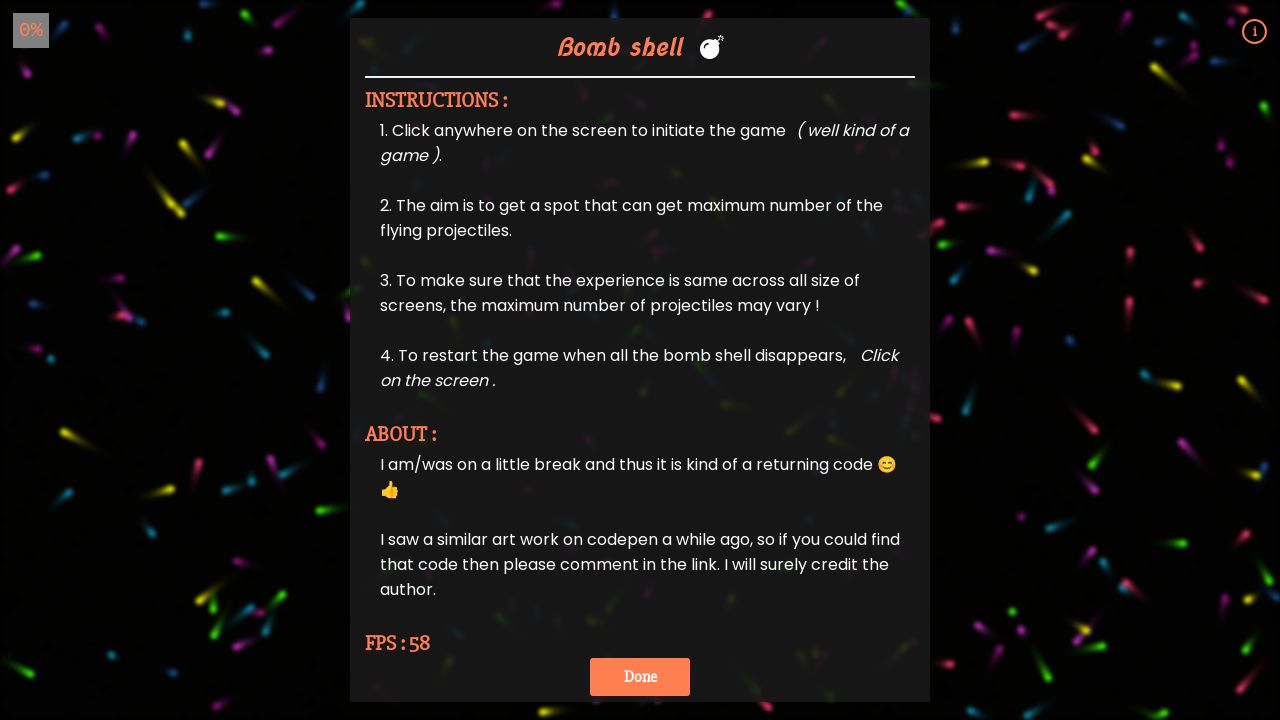 0%
i
Bomb shell 💣
INSTRUCTIONS :
1. Click anywhere on the screen to initiate the game ( well kind of a
game ).
2. The aim is to get a spot that can get maximum number of the
flying projectiles.
3. To make sure that the experience is same across all size of
screens, the maximum number of projectiles may vary !
4. To restart the game when all the bomb shell disappears, Click
on the screen .
ABOUT :
I am/was on a little break and thus it is kind of a returning code 😊
👍
I saw a similar art work on codepen a while ago, so if you could find
that code then please comment in the link. I will surely credit the
author.
FPS : 58
Done